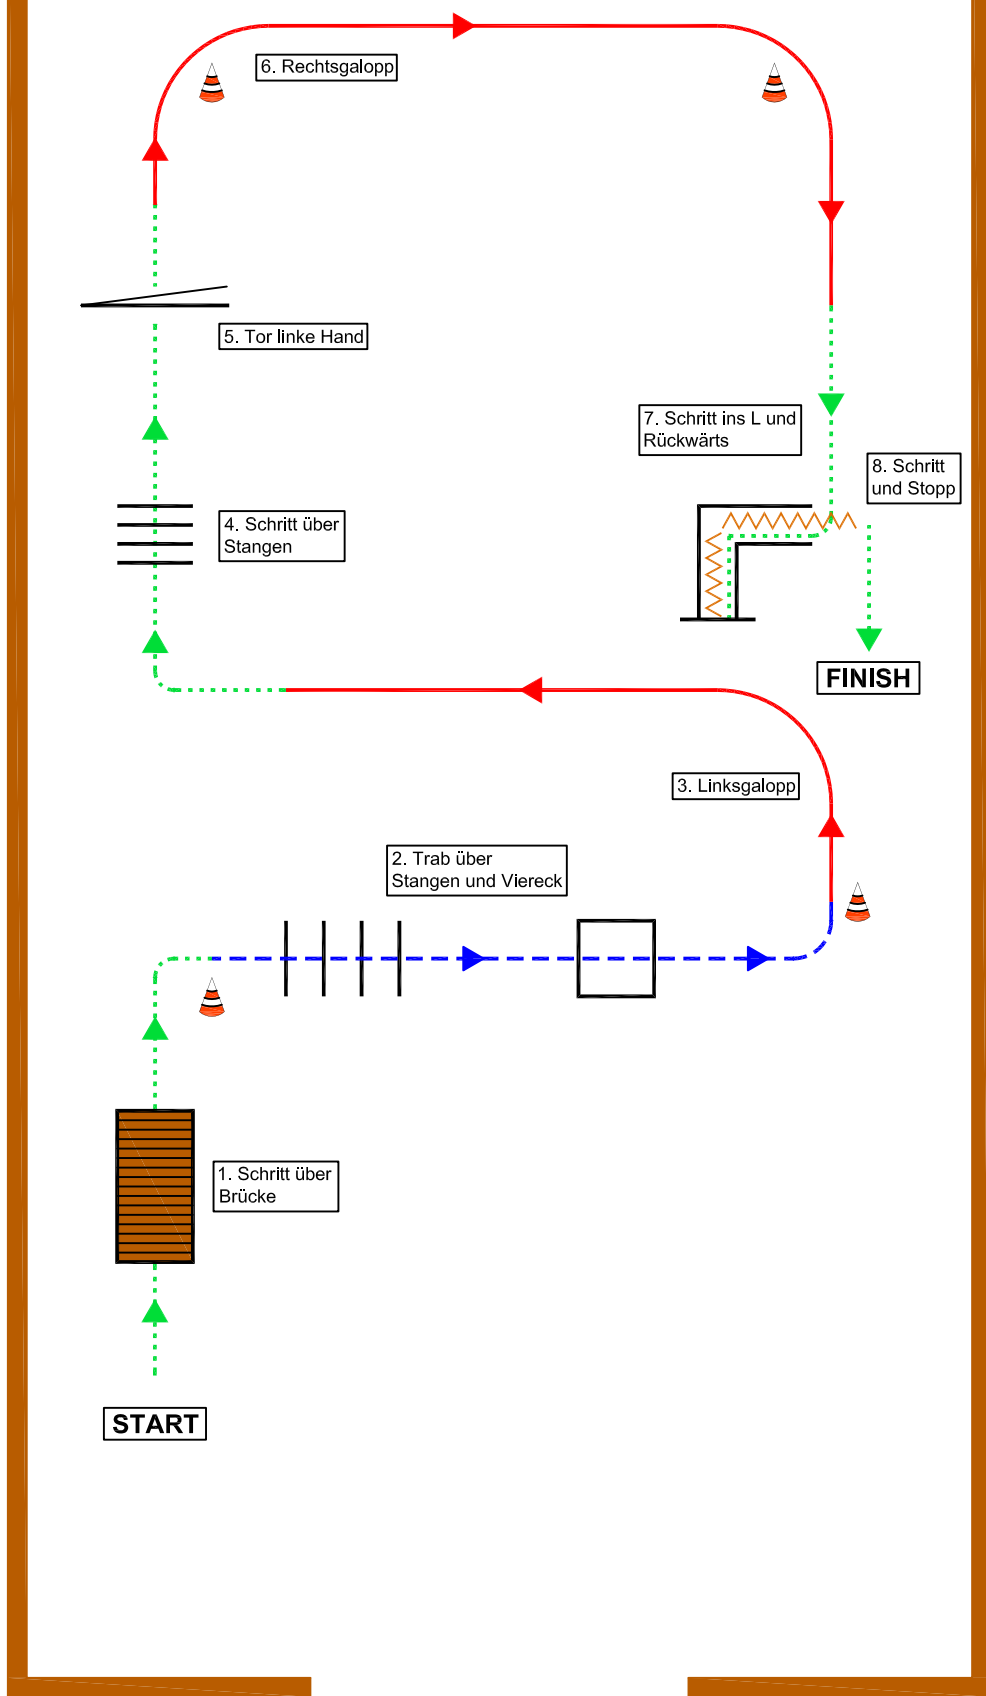 6. Rechtsgalopp
5. Tor linke Hand
7. Schritt ins L und
Rückwärts
8. Schritt
und Stopp
4. Schritt über
Stangen
FINISH
3. Linksgalopp
2. Trab über
Stangen und Viereck
1. Schritt über
Brücke
START